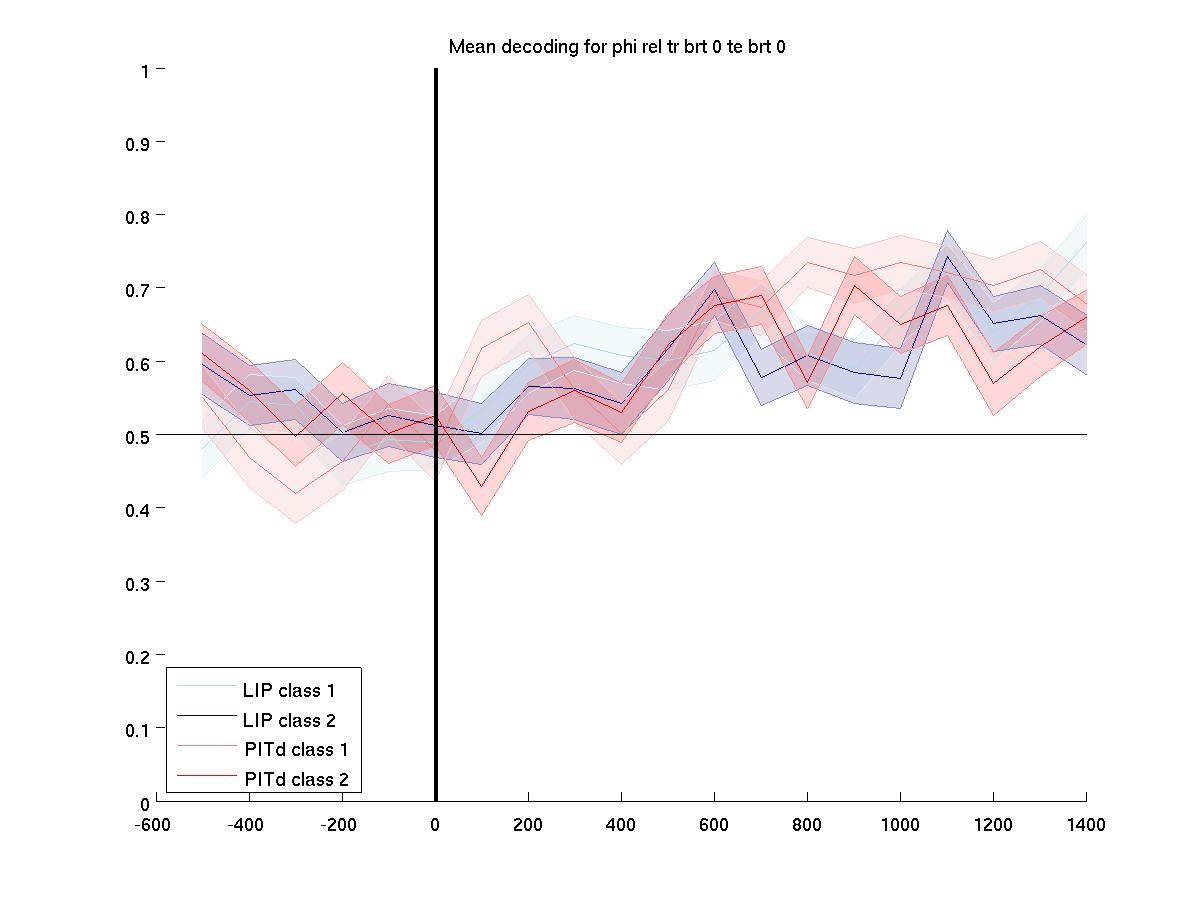 Mean decoding for phi rel tr brt 0 te brt 0
1
0.9
0.8
0.7
0.6
0.5
0.4
0.3
0.2
0.1
0
LIP class 1
LIP class 2
PITd class 1
PITd class 2
-600 -400 -200 0 200 400 600 800 1000 1200 1400